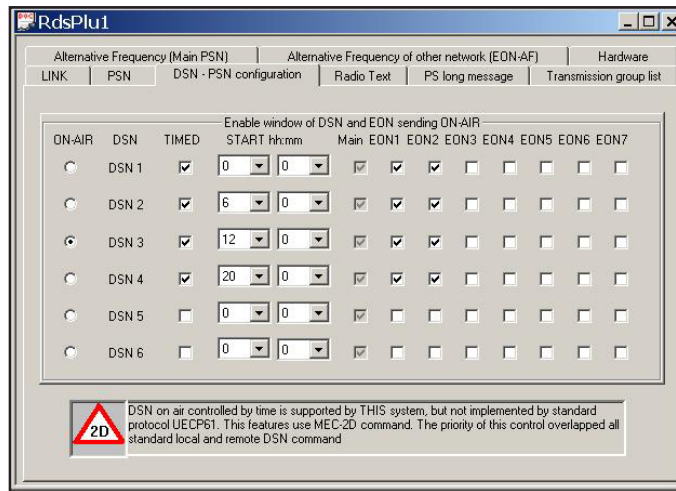 RdsPlu1
Alternative Frequency (Main PSN) Alternative Frequency of other network (EON-AF) Hardware
LINK PSN DSN - PSN configuration Radio Text PS long message Transmission group list
Enable window of DSN and EON sending ON-AIR
ON-AIR DSN TIMED START hh:mm Main EON1 EON2 EON3 EON4 EON5 EON6 EON7
DSN 1 0 0
DSN 2 6 0
DSN 3 12 0
DSN 4 20 0
DSN 5 0 0
DSN 6 0 0
2D
DSN on air controlled by time is supported by THIS system, but not implemented by standard
protocol UECP61. This features use MEC-2D command. The priority of this control overlapped all
standard local and remote DSN command